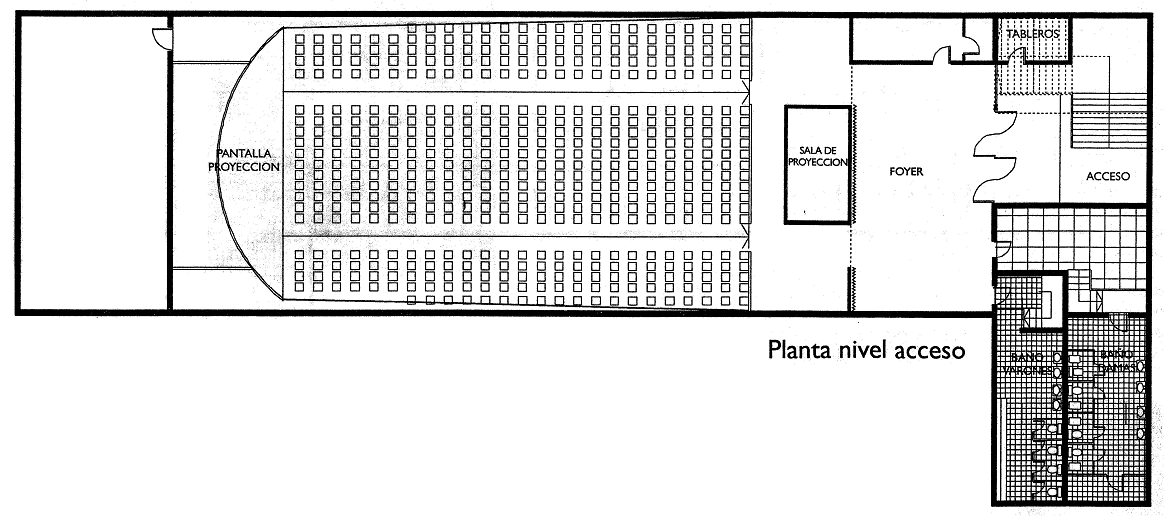 TABLEROS
PANTALLA
PROYECCION
SALA DE
PROYECCION
FOYER
ACCESO
Planta nivel acceso
BAÑO
VARONES
BAÑO
DAMAS